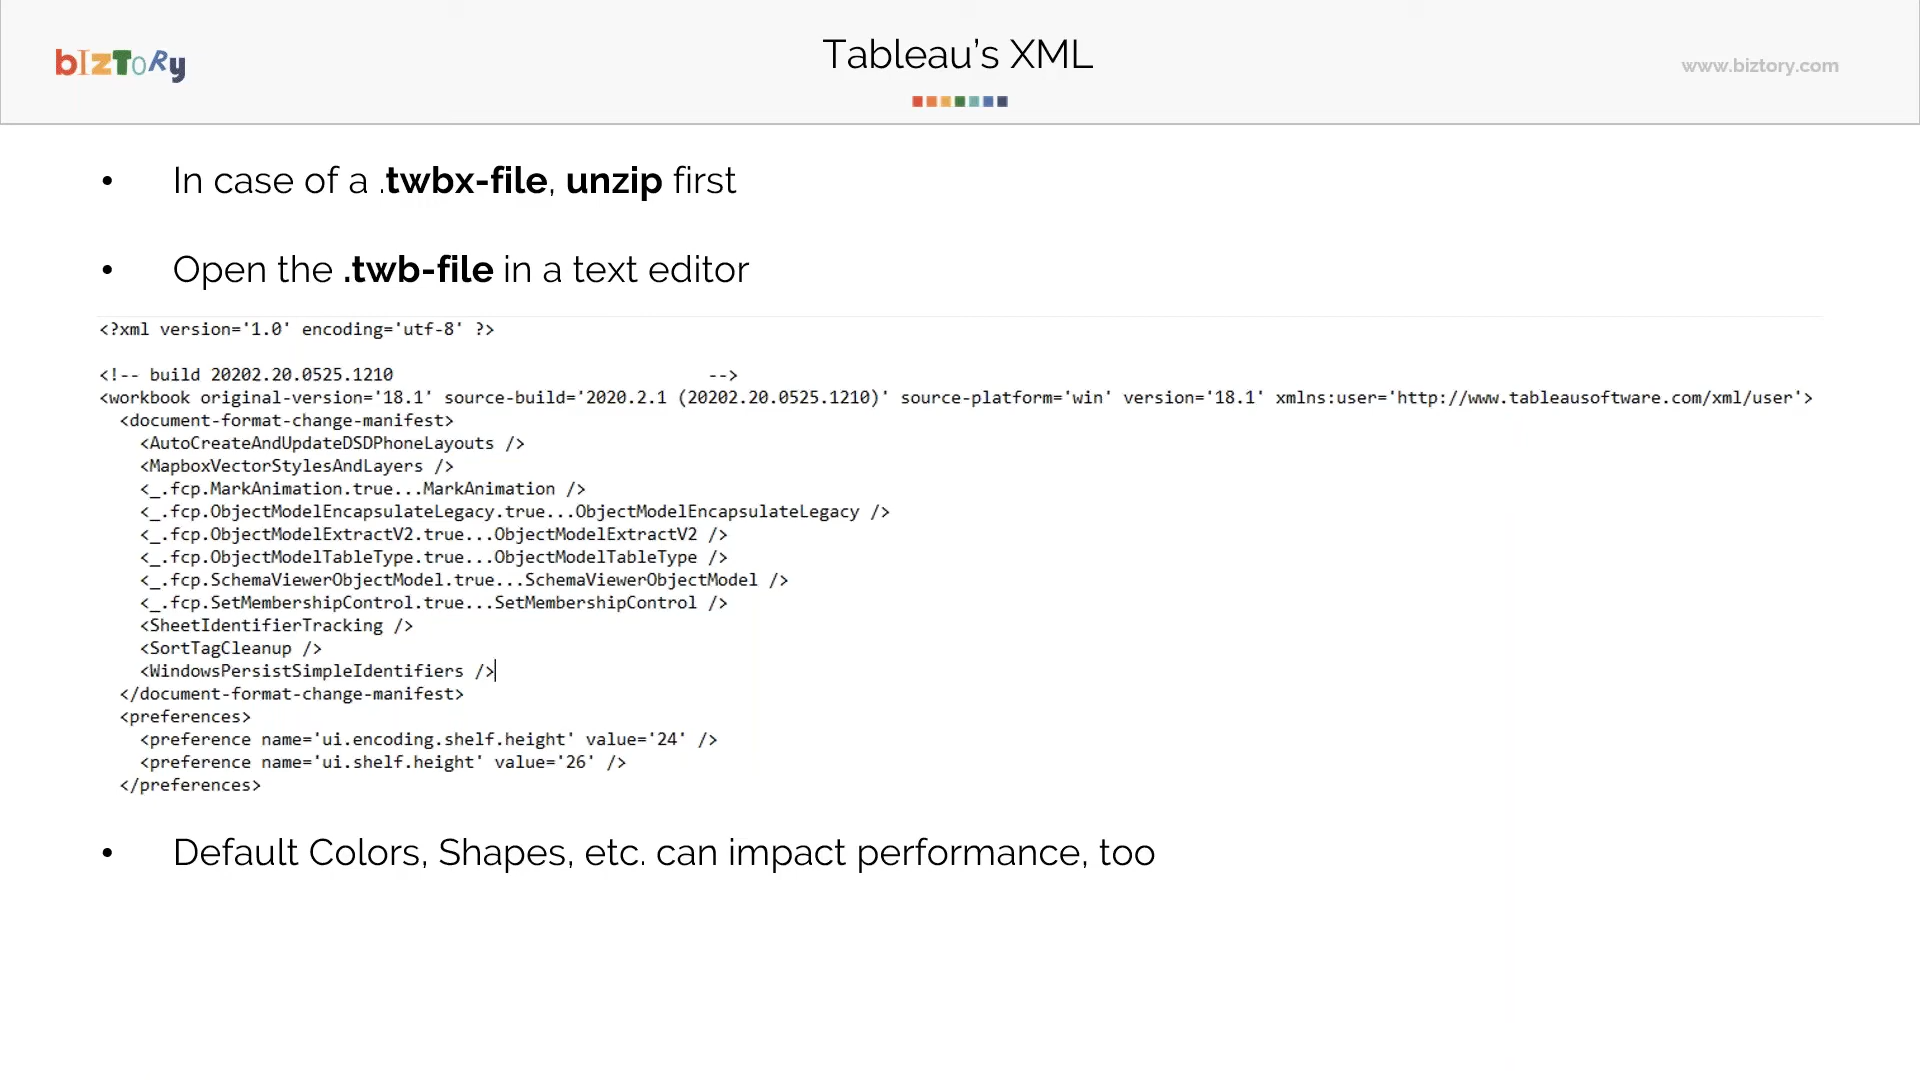 bIzToRy
Tableau’s XML
www.biztory.com
• In case of a .twbx-file, unzip first
• Open the .twb-file in a text editor
<?xml version='1.0' encoding='utf-8' ?>
<!-- build 20202.20.0525.1210                               -->
<workbook original-version='18.1' source-build='2020.2.1 (20202.20.0525.1210)' source-platform='win' version='18.1' xmlns:user='http://www.tableausoftware.com/xml/user'>
  <document-format-change-manifest>
    <AutoCreateAndUpdateDSDPhoneLayouts />
    <MapboxVectorStylesAndLayers />
    <_.fcp.MarkAnimation.true...MarkAnimation />
    <_.fcp.ObjectModelEncapsulateLegacy.true...ObjectModelEncapsulateLegacy />
    <_.fcp.ObjectModelExtractV2.true...ObjectModelExtractV2 />
    <_.fcp.ObjectModelTableType.true...ObjectModelTableType />
    <_.fcp.SchemaViewerObjectModel.true...SchemaViewerObjectModel />
    <_.fcp.SetMembershipControl.true...SetMembershipControl />
    <SheetIdentifierTracking />
    <SortTagCleanup />
    <WindowsPersistSimpleIdentifiers />
  </document-format-change-manifest>
  <preferences>
    <preference name='ui.encoding.shelf.height' value='24' />
    <preference name='ui.shelf.height' value='26' />
  </preferences>
• Default Colors, Shapes, etc. can impact performance, too